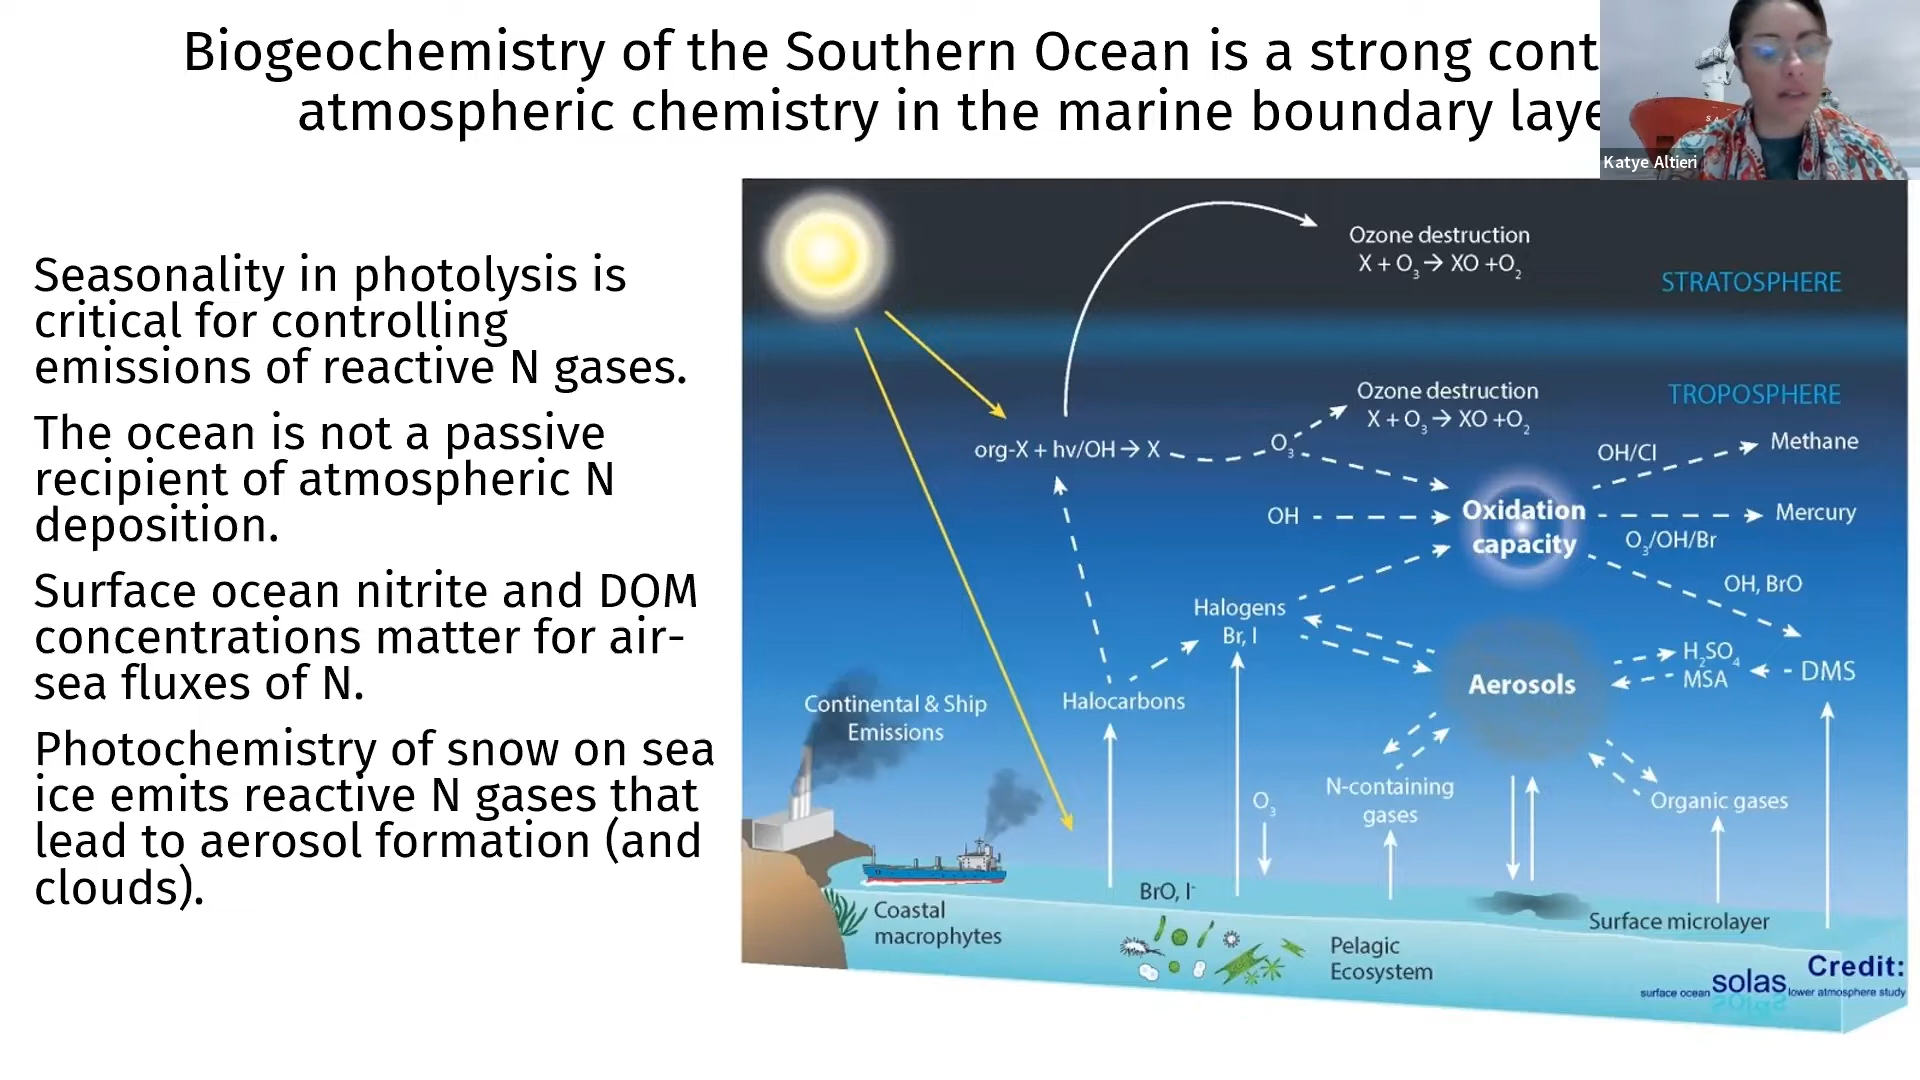 Biogeochemistry of the Southern Ocean is a strong
atmospheric chemistry in the marine boundary
Katye Altieri
Seasonality in photolysis is
critical for controlling
emissions of reactive N gases.
The ocean is not a passive
recipient of atmospheric N
deposition.
Surface ocean nitrite and DOM
concentrations matter for air-
sea fluxes of N.
Photochemistry of snow on sea
ice emits reactive N gases that
lead to aerosol formation (and
clouds).
Ozone destruction
X + O₃ → XO +O₂
STRATOSPHERE
Ozone destruction
X + O₃ → XO +O₂
TROPOSPHERE
org-X + hv/OH → X
O₃
OH/Cl
Methane
OH
Oxidation
capacity
Mercury
O₃/OH/Br
OH, BrO
Halogens
Br, I
H₂SO₄
MSA
DMS
Aerosols
Halocarbons
Continental & Ship
Emissions
N-containing
gases
O₃
Organic gases
BrO, I⁻
Coastal
macrophytes
Pelagic
Ecosystem
Surface microlayer
Credit:
surface ocean solas lower atmosphere study